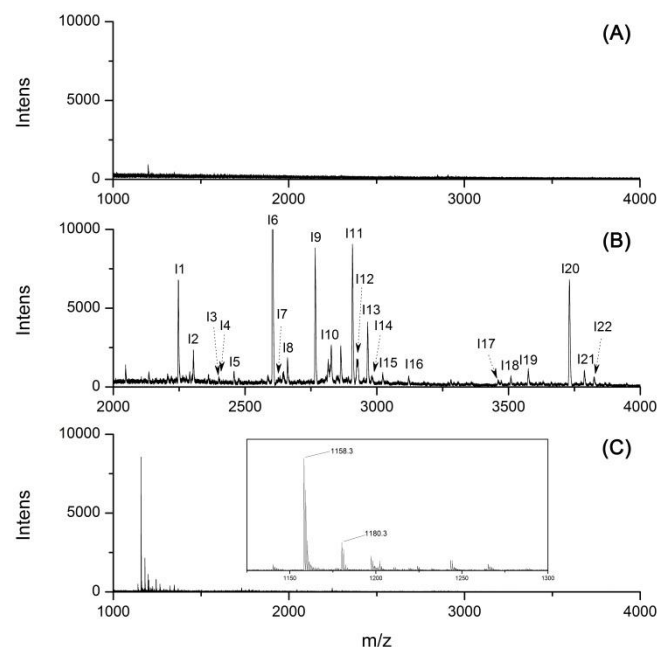 10000
(A)
Intens
5000
0
1000
2000
3000
4000
10000
(B)
Intens
5000
0
I1
I2
I3
I4
I5
I6
I7
I8
I9
I10
I11
I12
I13
I14
I15
I16
I17
I18
I19
I20
I21
I22
2000
2500
3000
3500
4000
10000
(C)
Intens
5000
0
1158.3
1180.3
1150
1200
1250
1300
1000
2000
3000
4000
m/z